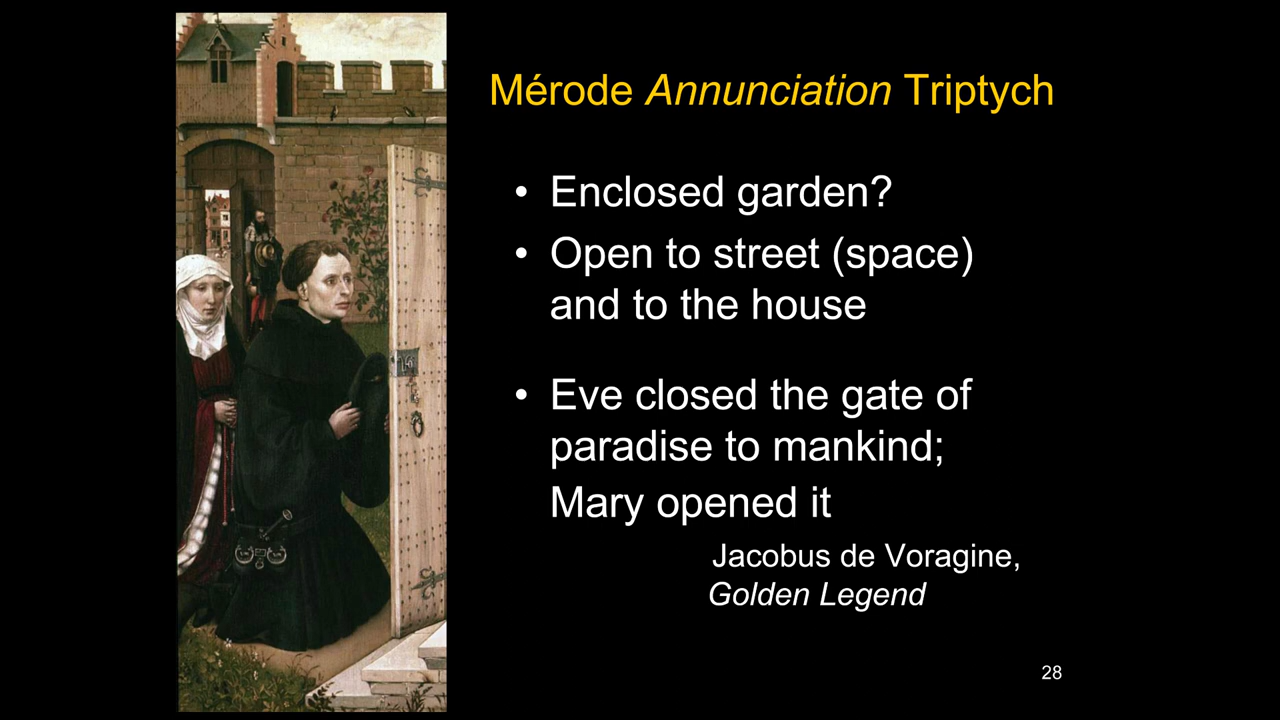 Mérode Annunciation Triptych
• Enclosed garden?
• Open to street (space)
and to the house
• Eve closed the gate of
paradise to mankind;
Mary opened it
Jacobus de Voragine,
Golden Legend
28